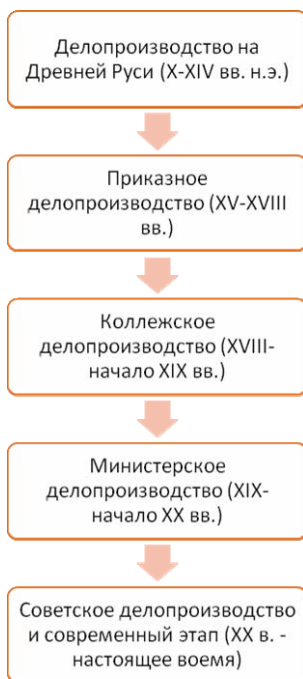 Делопроизводство на
Древней Руси (X-XIV вв. н.э.)
Приказное
делопроизводство (XV-XVIII
вв.)
Коллежское
делопроизводство (XVIII-
начало XIX вв.)
Министерское
делопроизводство (XIX-
начало XX вв.)
Советское делопроизводство
и современный этап (XX в. -
настоящее воемя)